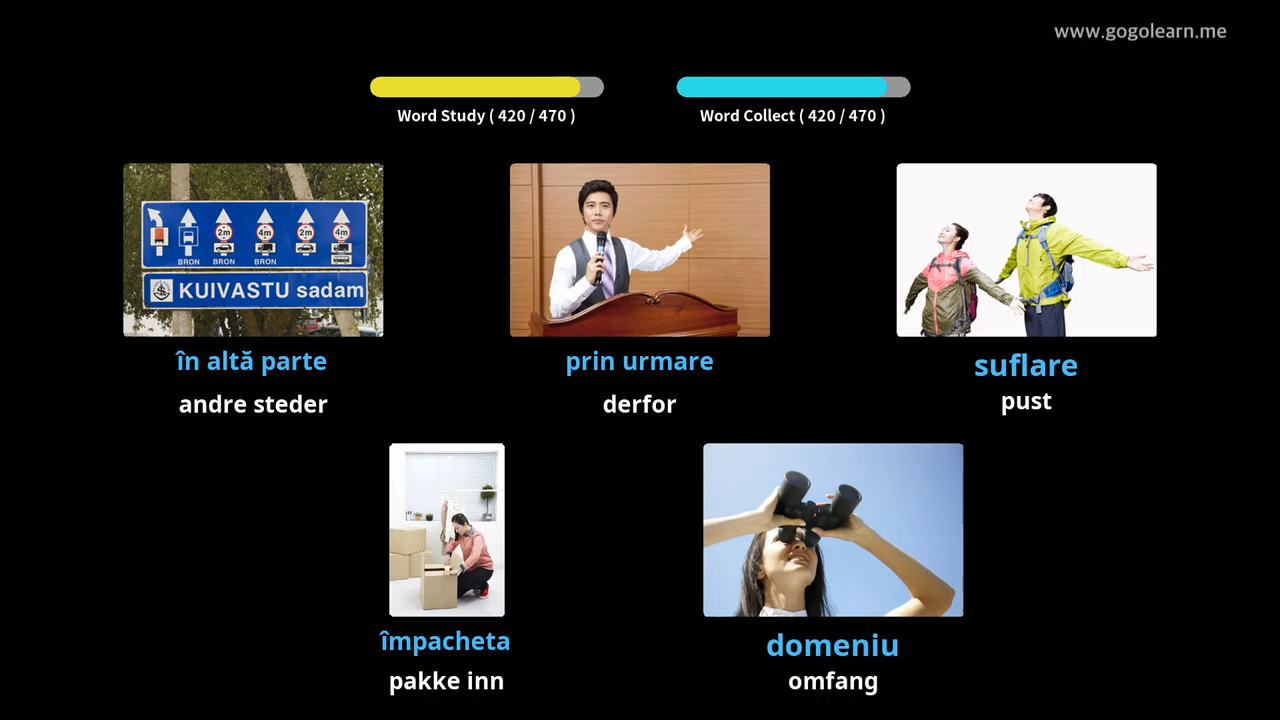 www.gogolearn.me
Word Study ( 420 / 470 )
Word Collect ( 420 / 470 )
2m
4m
2m
4m
BRON
BRON
BRON
KUIVASTU sadam
în altă parte
andre steder
prin urmare
derfor
suflare
pust
împacheta
pakke inn
domeniu
omfang